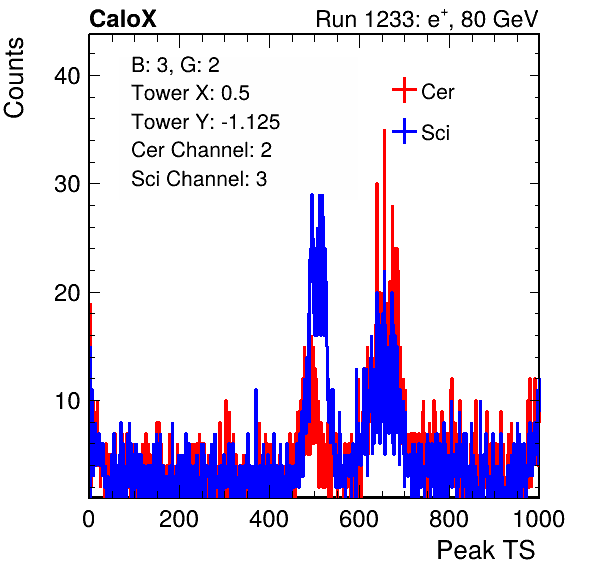 CaloX Run 1233: e+, 80 GeV
Counts
B: 3, G: 2
Tower X: 0.5
Tower Y: -1.125
Cer Channel: 2
Sci Channel: 3
Cer
Sci
40
30
20
10
0 200 400 600 800 1000
Peak TS